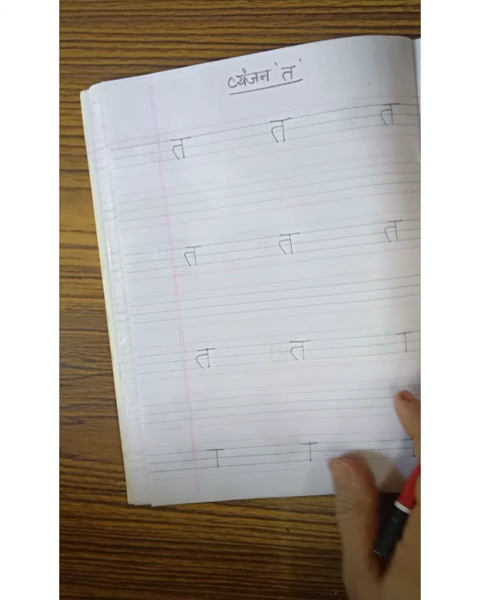 व्यंजन 'त'
त त त
त त त
त त T
T T T